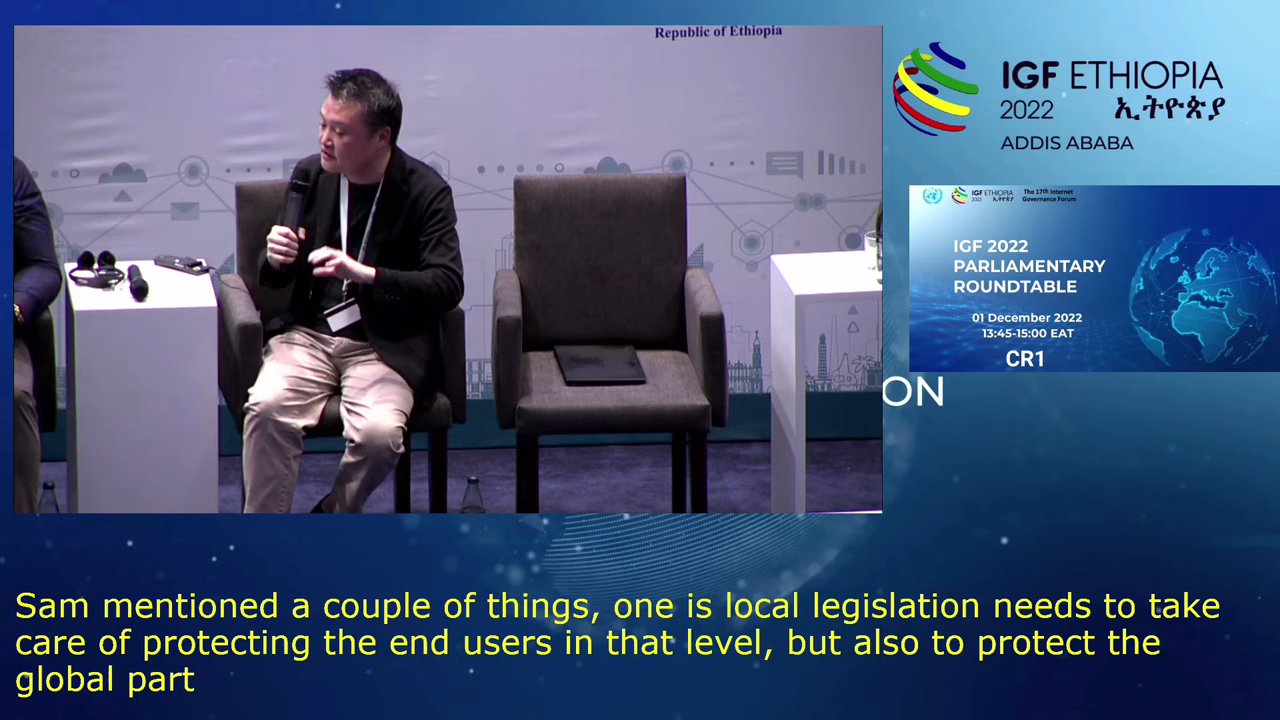 Republic of Ethiopia
IGF ETHIOPIA
2022 ኢትዮጵያ
ADDIS ABABA
IGF ETHIOPIA
2022 ኢትዮጵያ
The 17th Internet
Governance Forum
IGF 2022
PARLIAMENTARY
ROUNDTABLE
01 December 2022
13:45-15:00 EAT
CR1
ON
Sam mentioned a couple of things, one is local legislation needs to take
care of protecting the end users in that level, but also to protect the
global part